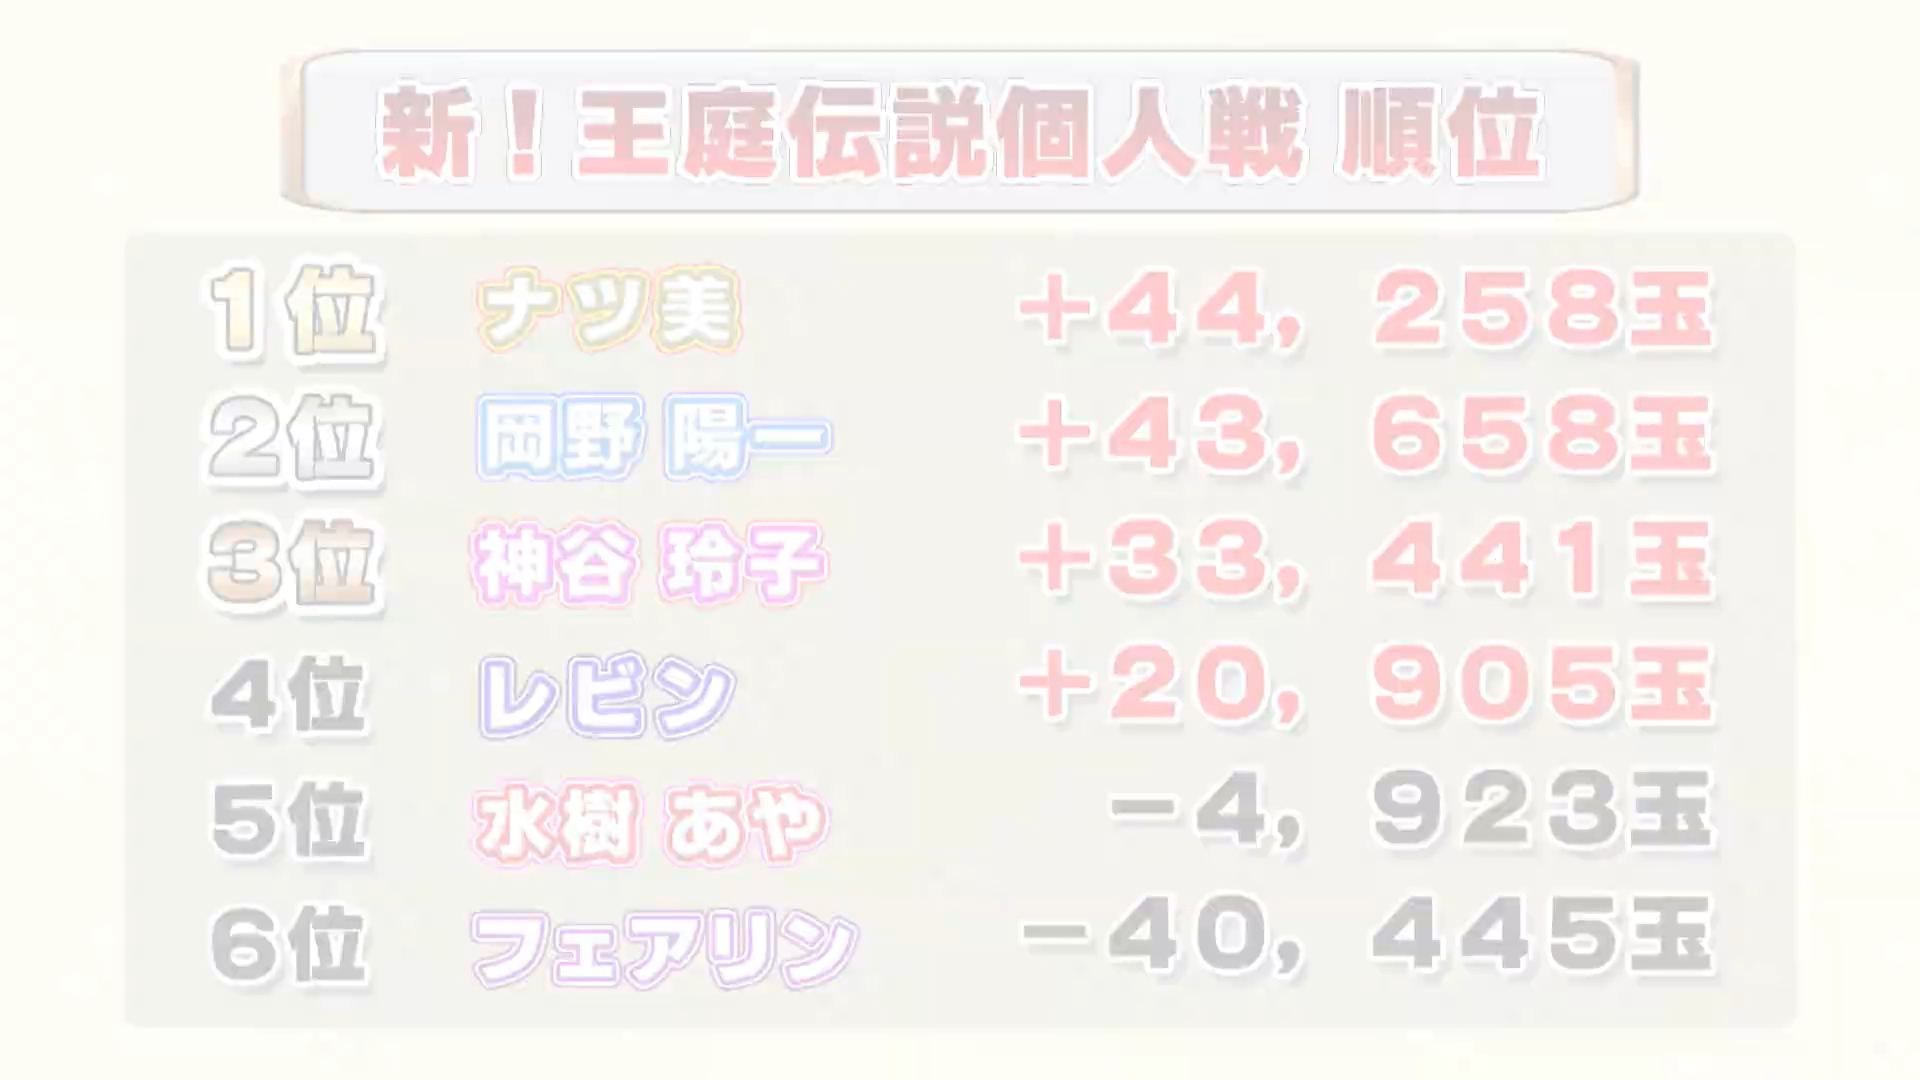 新！王庭伝説個人戦 順位
1位 ナツ美 +44,258玉
2位 岡野 陽一 +43,658玉
3位 神谷 玲子 +33,441玉
4位 レビン +20,905玉
5位 水樹 あや -4,923玉
6位 フェアリン -40,445玉